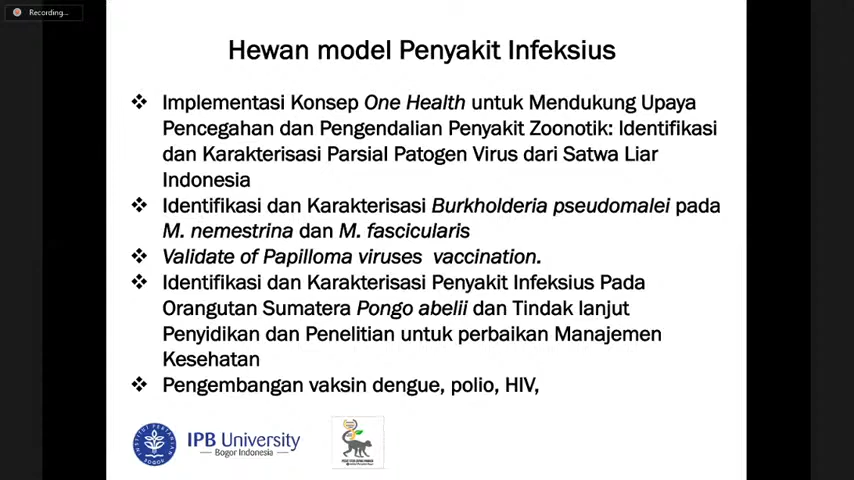 Recording...
Hewan model Penyakit Infeksius
❖ Implementasi Konsep One Health untuk Mendukung Upaya
Pencegahan dan Pengendalian Penyakit Zoonotik: Identifikasi
dan Karakterisasi Parsial Patogen Virus dari Satwa Liar
Indonesia
❖ Identifikasi dan Karakterisasi Burkholderia pseudomalei pada
M. nemestrina dan M. fascicularis
❖ Validate of Papilloma viruses vaccination.
❖ Identifikasi dan Karakterisasi Penyakit Infeksius Pada
Orangutan Sumatera Pongo abelii dan Tindak lanjut
Penyidikan dan Penelitian untuk perbaikan Manajemen
Kesehatan
❖ Pengembangan vaksin dengue, polio, HIV,
IPB University
Bogor Indonesia